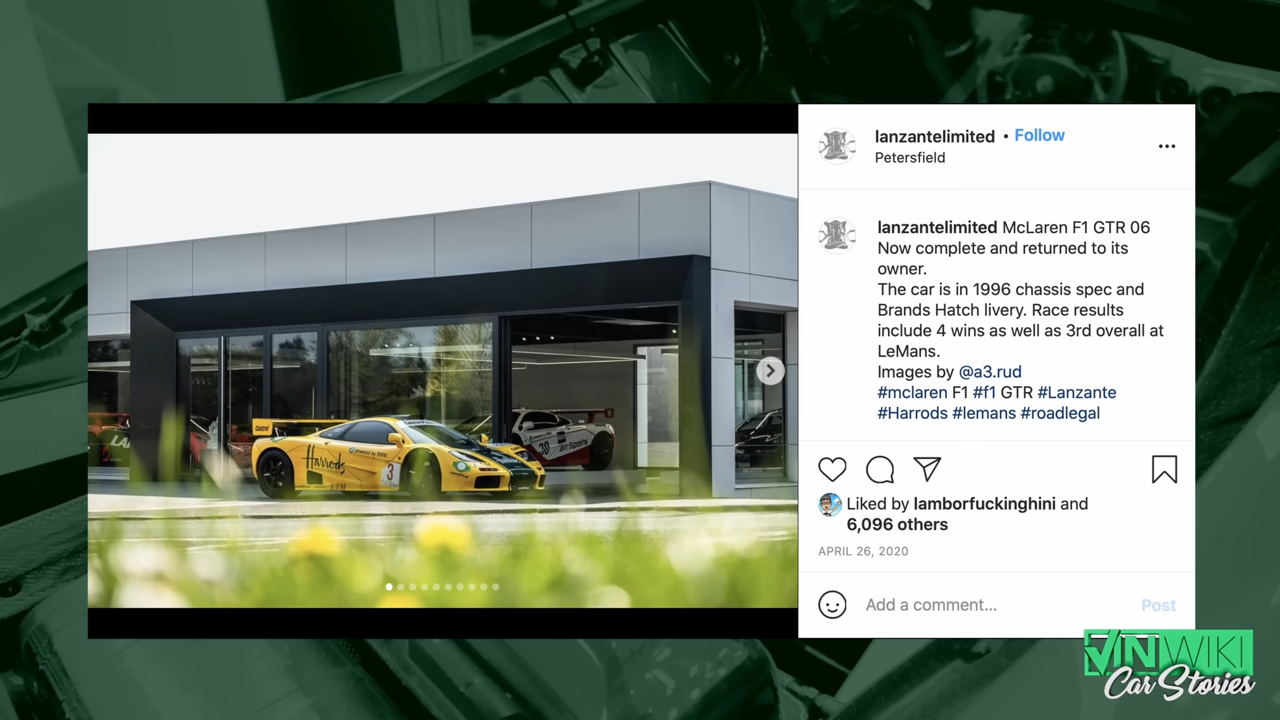 lanzantelimited • Follow
Petersfield
lanzantelimited McLaren F1 GTR 06
Now complete and returned to its
owner.
The car is in 1996 chassis spec and
Brands Hatch livery. Race results
include 4 wins as well as 3rd overall at
LeMans.
Images by @a3.rud
#mclaren F1 #f1 GTR #Lanzante
#Harrods #lemans #roadlegal
Liked by lamborfuckinghini and
6,096 others
APRIL 26, 2020
Add a comment...
Post
Harrods
3
VINWIKI
Car Stories